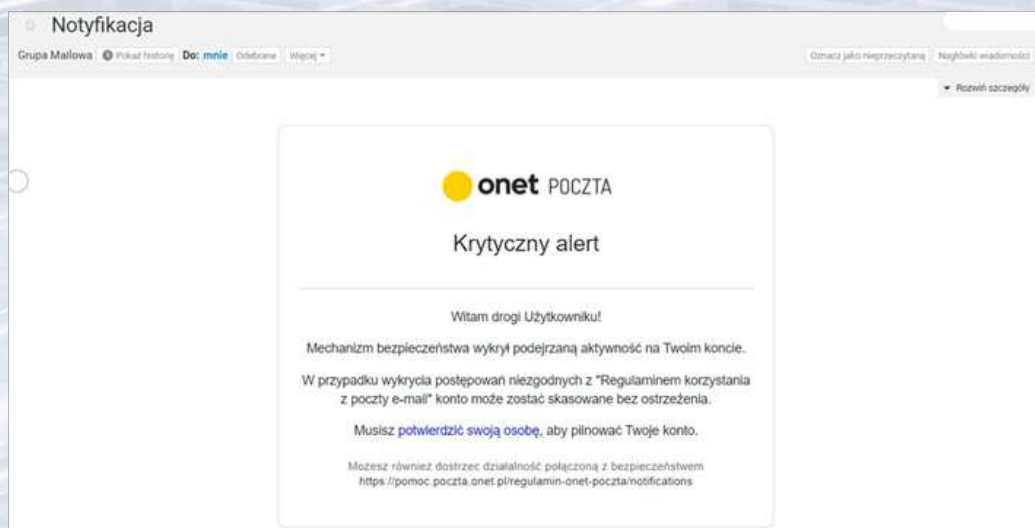 Notyfikacja
Grupa Mailowa Pokaż historię Do: mnie Odebrane Więcej
Oznacz jako nieprzeczytaną Nagłówki wiadomości
Rozwiń szczegóły
onet POCZTA
Krytyczny alert
Witam drogi Użytkowniku!
Mechanizm bezpieczeństwa wykrył podejrzaną aktywność na Twoim koncie.
W przypadku wykrycia postępowań niezgodnych z "Regulaminem korzystania
z poczty e-mail" konto może zostać skasowane bez ostrzeżenia.
Musisz potwierdzić swoją osobę, aby pilnować Twoje konto.
Możesz również dostrzec działalność połączoną z bezpieczeństwem
https://pomoc.poczta.onet.pl/regulamin-onet-poczta/notifications